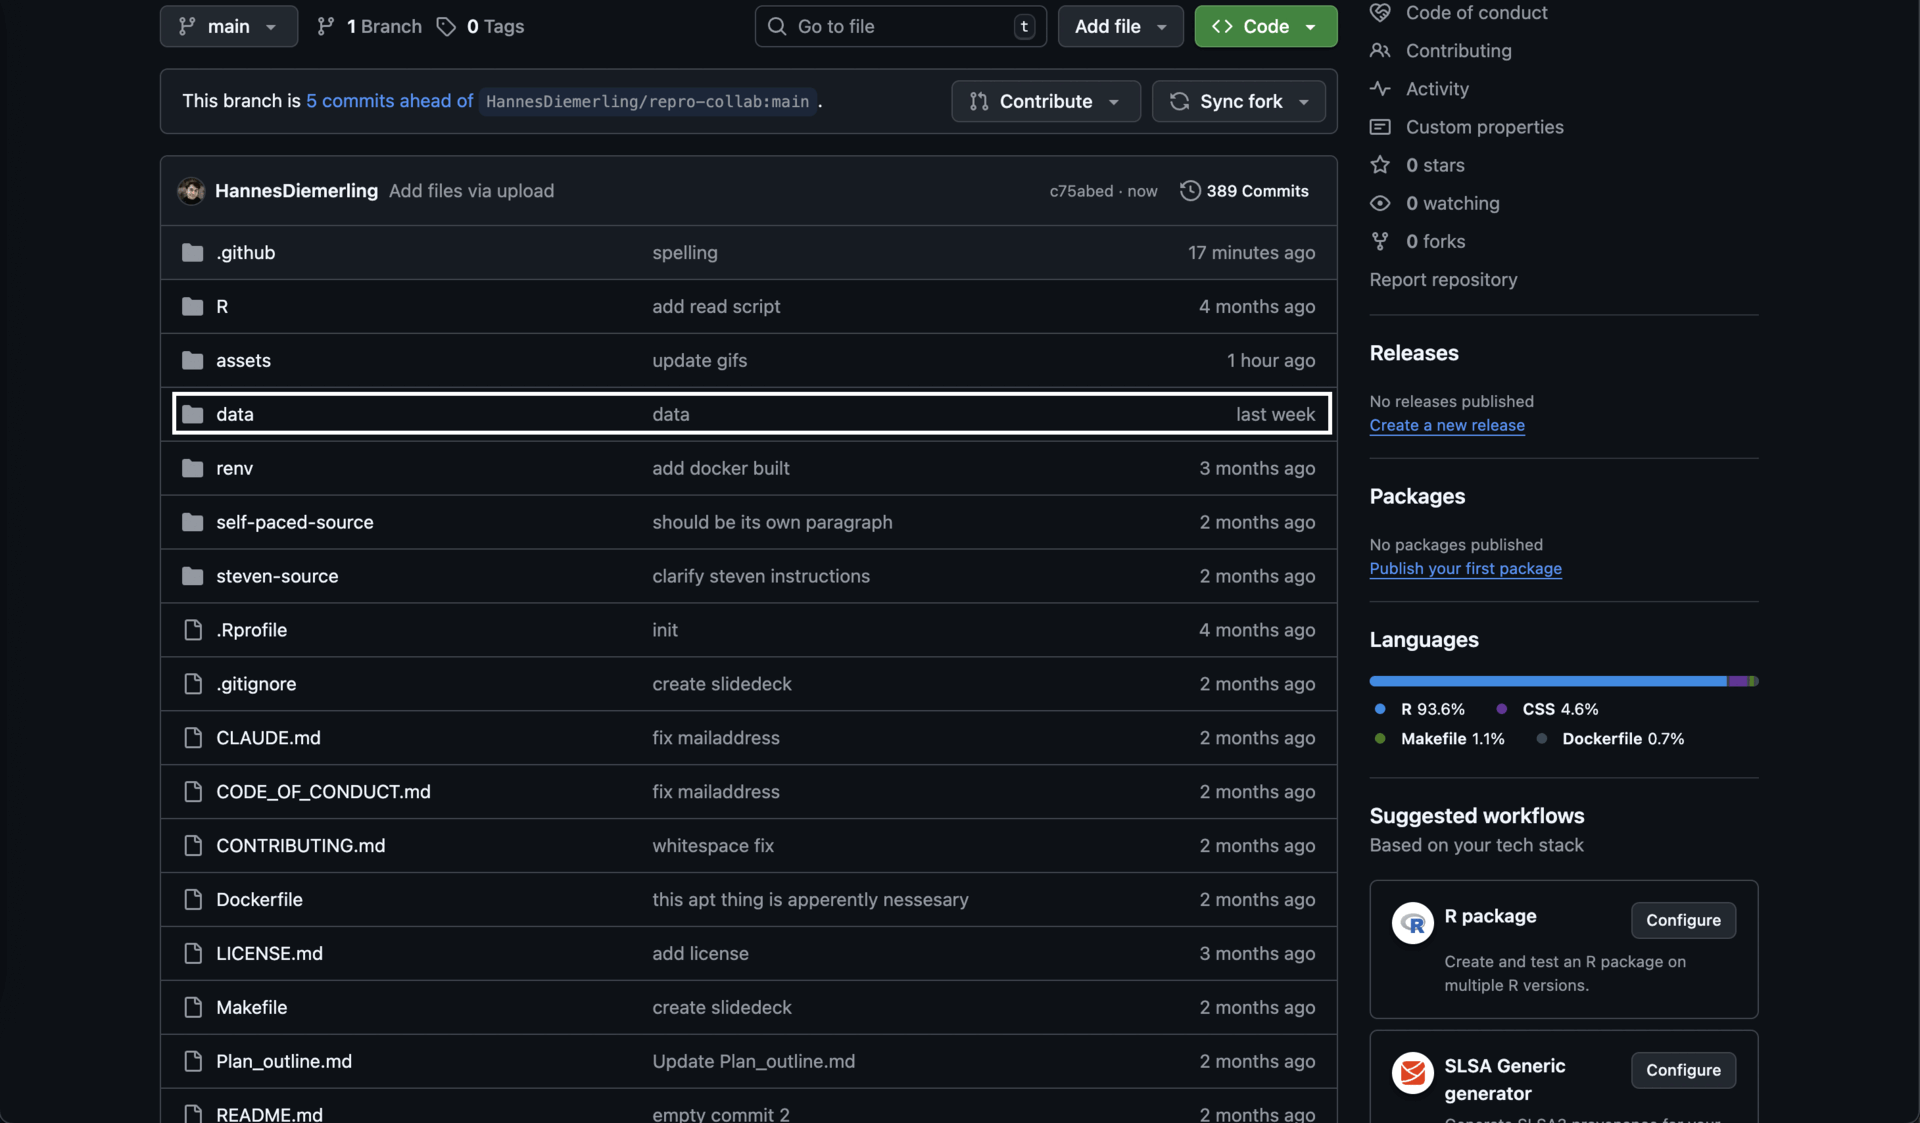 main
1 Branch
0 Tags
Go to file
t
Add file
Code
This branch is 5 commits ahead of HannesDiemerling/repro-collab:main .
Contribute
Sync fork
HannesDiemerling Add files via upload c75abed · now 389 Commits
.github spelling 17 minutes ago
R add read script 4 months ago
assets update gifs 1 hour ago
data data last week
renv add docker built 3 months ago
self-paced-source should be its own paragraph 2 months ago
steven-source clarify steven instructions 2 months ago
.Rprofile init 4 months ago
.gitignore create slidedeck 2 months ago
CLAUDE.md fix mailaddress 2 months ago
CODE_OF_CONDUCT.md fix mailaddress 2 months ago
CONTRIBUTING.md whitespace fix 2 months ago
Dockerfile this apt thing is apperently nessesary 2 months ago
LICENSE.md add license 3 months ago
Makefile create slidedeck 2 months ago
Plan_outline.md Update Plan_outline.md 2 months ago
README.md empty commit 2 2 months ago
Code of conduct
Contributing
Activity
Custom properties
0 stars
0 watching
0 forks
Report repository
Releases
No releases published
Create a new release
Packages
No packages published
Publish your first package
Languages
R 93.6% CSS 4.6%
Makefile 1.1% Dockerfile 0.7%
Suggested workflows
Based on your tech stack
R
R package
Configure
Create and test an R package on
multiple R versions.
SLSA Generic
generator
Configure